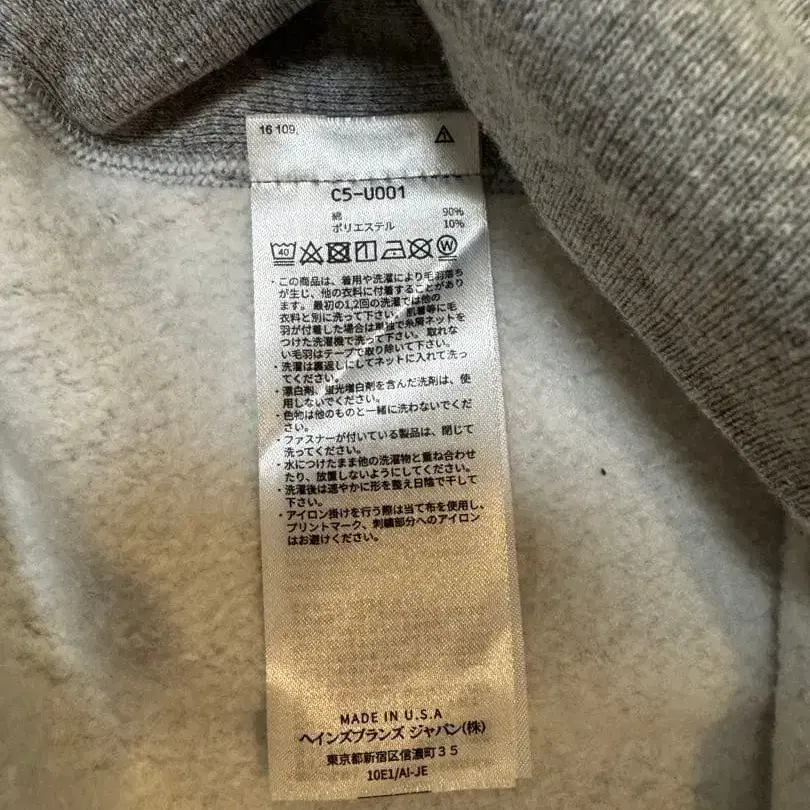 16 109,
C5-U001
綿 90%
ポリエステル 10%
40 W
・この商品は、着用や洗濯により毛羽落ち
が生じ、他の衣料に付着することがあり
ます。最初の1,2回の洗濯では他の
衣料と別に洗って下さい。肌着等に毛
羽が付着した場合は単独で糸屑ネットを
つけた洗濯機で洗って下さい。取れな
い毛羽はテープで取り除いて下さい。
・洗濯は裏返しにしてネットに入れて洗っ
てください。
・漂白剤、蛍光増白剤を含んだ洗剤は、使
用しないでください。
・色物は他のものと一緒に洗わないでくだ
さい。
・ファスナーが付いている製品は、閉じて
洗ってください。
・水につけたまま他の洗濯物と重ね合わせ
たり、放置しないようにしてください。
・洗濯後は速やかに形を整え日陰で干して
下さい。
・アイロン掛けを行う際は当て布を使用し、
プリントマーク、刺繍部分へのアイロン
はお避けください。
MADE IN U.S.A
ヘインズブランズ ジャパン(株)
東京都新宿区信濃町35
10E1/AI-JE